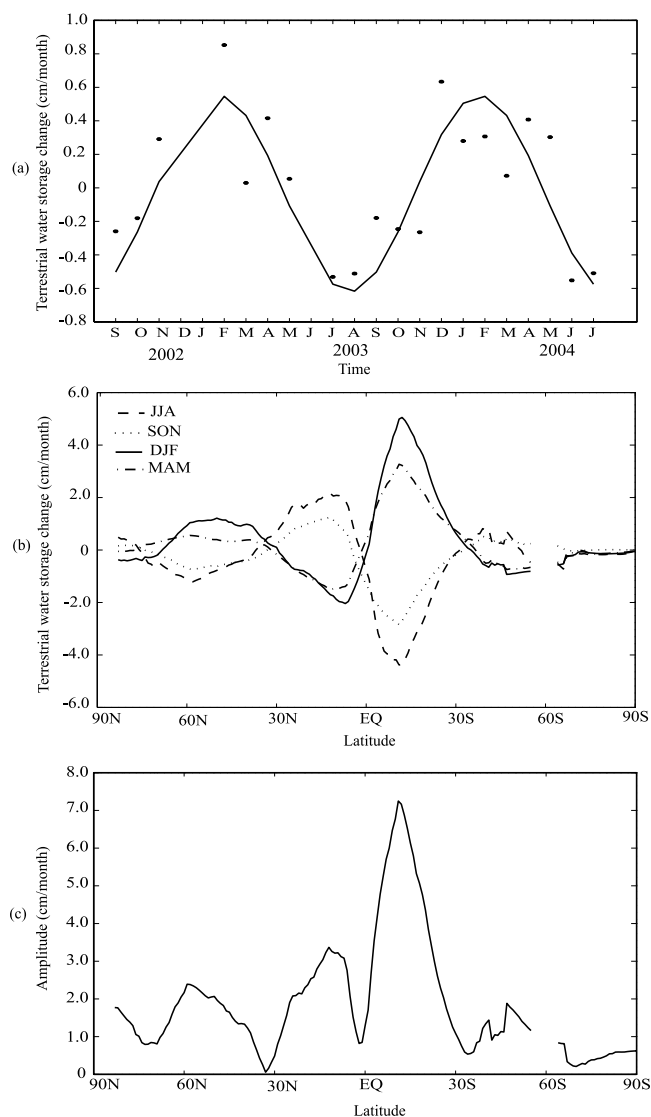 1.0
0.8
0.6
0.4
0.2
0
-0.2
-0.4
-0.6
-0.8
Terrestrial water storage change (cm/month)
(a)
S O N D J F M A M J J A S O N D J F M A M J J
2002 2003 2004
Time
6.0
4.0
2.0
0
-2.0
-4.0
-6.0
Terrestrial water storage change (cm/month)
(b)
JJA
SON
DJF
MAM
90N 60N 30N EQ 30S 60S 90S
Latitude
8.0
7.0
6.0
5.0
4.0
3.0
2.0
1.0
0
Amplitude (cm/month)
(c)
90N 60N 30N EQ 30S 60S 90S
Latitude